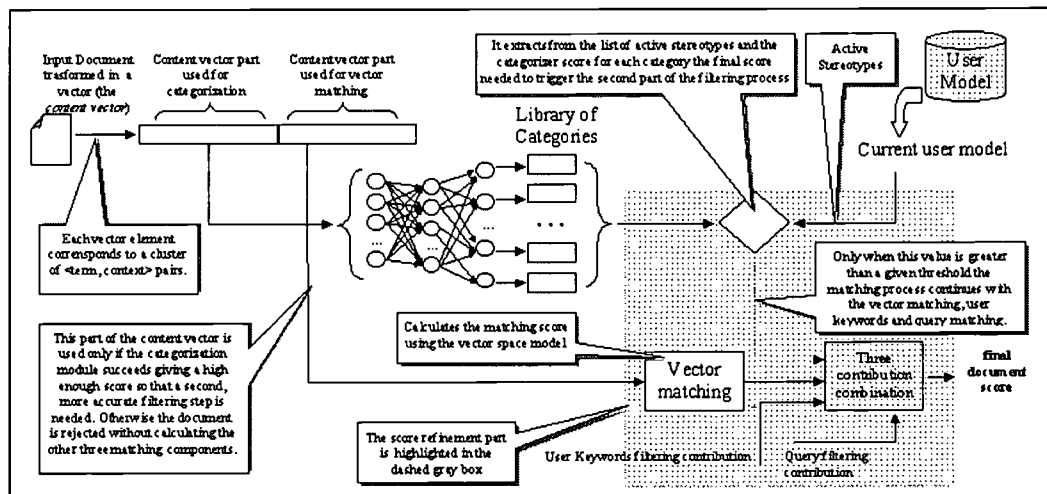 Input Document
trasformed in a
vector (the
content vector)
Content vector part
used for
categorization
Content vector part
used for vector
matching
It extracts from the list of active stereotypes and the
categorizer score for each category the final score
needed to trigger the second part of the filtering process
Active
Stereotypes
User
Model
Library of
Categories
Current user model
Each vector element
corresponds to a cluster
of <term, context> pairs.
...
...
...
. . .
. . .
Only when this value is greater
than a given threshold the
matching process continues with
the vector matching, user
keywords and query matching.
This part of the content vector is
used only if the categorization
module succeeds giving a high
enough score so that a second,
more accurate filtering step is
needed. Otherwise the document
is rejected without calculating the
other three matching components.
Calculates the matching score
using the vector space model
Vector
matching
Three
contribution
combination
final
document
score
The score refinement part
is highlighted in the
dashed grey box
User Keywords filtering contribution
Query filtering
contribution